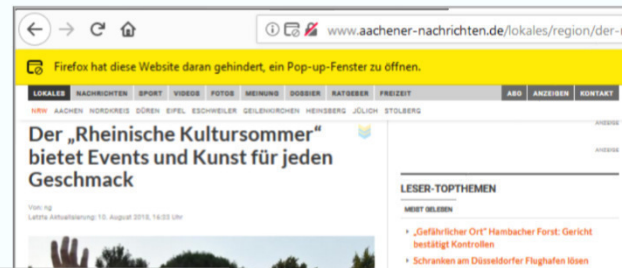 www.aachener-nachrichten.de/lokales/region/der-r
Firefox hat diese Website daran gehindert, ein Pop-up-Fenster zu öffnen.
LOKALES NACHRICHTEN SPORT VIDEOS FOTOS MEINUNG DOSSIER RATGEBER FREIZEIT ABO ANZEIGEN KONTAKT
NRW AACHEN NORDKREIS DÜREN EIFEL ESCHWEILER GEILENKIRCHEN HEINSBERG JÜLICH STOLBERG
Der „Rheinische Kultursommer“
bietet Events und Kunst für jeden
Geschmack
Von: ng
Letzte Aktualisierung: 10. August 2018, 16:03 Uhr
ANZEIGE
ANZEIGE
LESER-TOPTHEMEN
MEIST GELESEN
„Gefährlicher Ort“ Hambacher Forst: Gericht
bestätigt Kontrollen
Schranken am Düsseldorfer Flughafen lösen